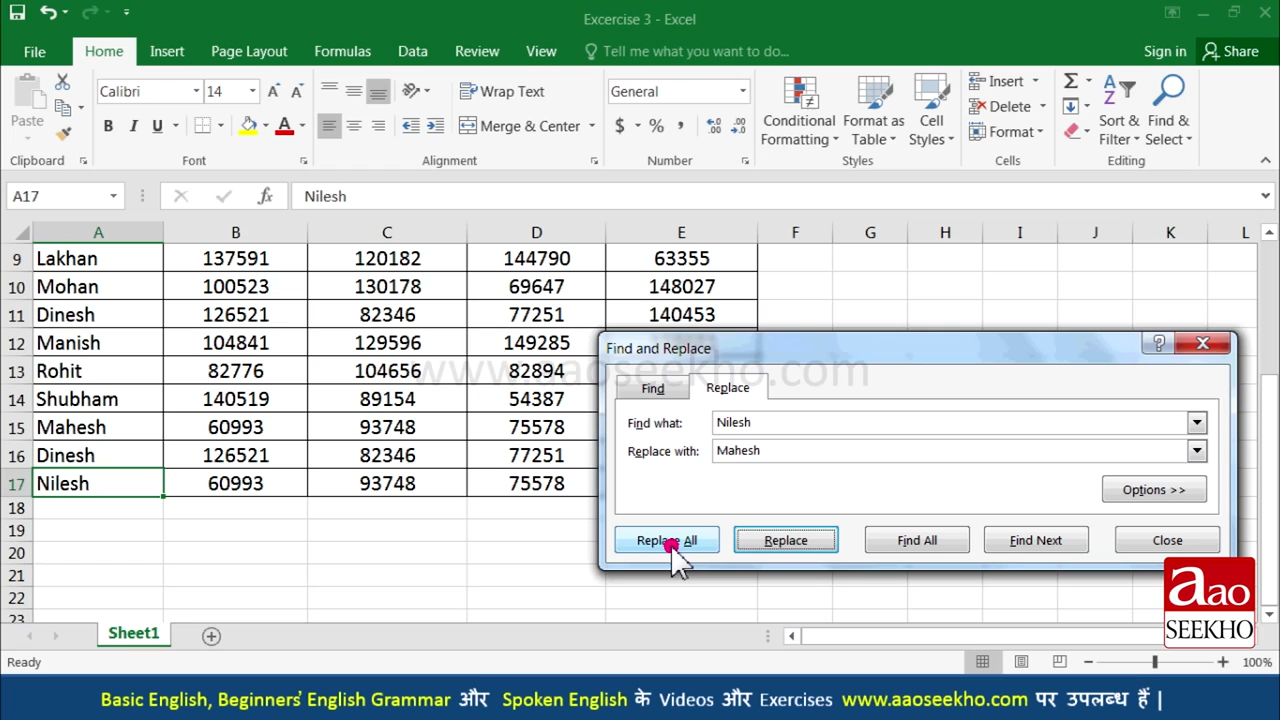 Excercise 3 - Excel
File Home Insert Page Layout Formulas Data Review View Tell me what you want to do... Sign in Share
Paste
Calibri 14
B I U A
Wrap Text
Merge & Center
General
$ % ,
Conditional Formatting
Format as Table
Cell Styles
Insert
Delete
Format
Sort & Filter
Find & Select
Clipboard Font Alignment Number Styles Cells Editing
A17 fx Nilesh
A B C D E F G H I J K L
9 Lakhan 137591 120182 144790 63355
10 Mohan 100523 130178 69647 148027
11 Dinesh 126521 82346 77251 140453
12 Manish 104841 129596 149285
13 Rohit 82776 104656 82894
14 Shubham 140519 89154 54387
15 Mahesh 60993 93748 75578
16 Dinesh 126521 82346 77251
17 Nilesh 60993 93748 75578
18
19
20
21
22
23
www.aaoseekho.com
Find and Replace
Find Replace
Find what: Nilesh
Replace with: Mahesh
Options >>
Replace All Replace Find All Find Next Close
aao
SEEKHO
Sheet1
Ready 100%
Basic English, Beginners' English Grammar और Spoken English के Videos और Exercises www.aaoseekho.com पर उपलब्ध हैं |